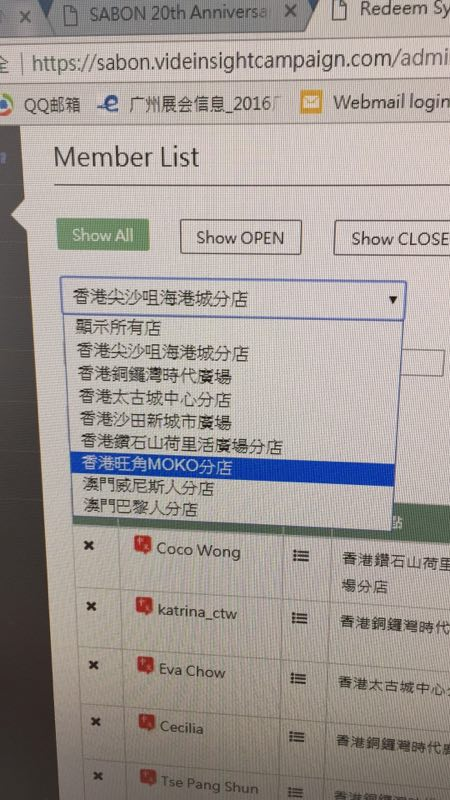 SABON 20th Anniversa
Redeem Sy
https://sabon.videinsightcampaign.com/admi
QQ邮箱
广州展会信息_2016
Webmail login
Member List
Show All
Show OPEN
Show CLOSE
香港尖沙咀海港城分店
顯示所有店
香港尖沙咀海港城分店
香港銅鑼灣時代廣場
香港太古城中心分店
香港沙田新城市廣場
香港鑽石山荷里活廣場分店
香港旺角MOKO分店
澳門威尼斯人分店
澳門巴黎人分店
點
Coco Wong
香港鑽石山荷里
場分店
katrina_ctw
香港銅鑼灣時代
Eva Chow
香港太古城中心
Cecilia
香港銅鑼灣時代
Tse Pang Shun
香港鑽石山荷里